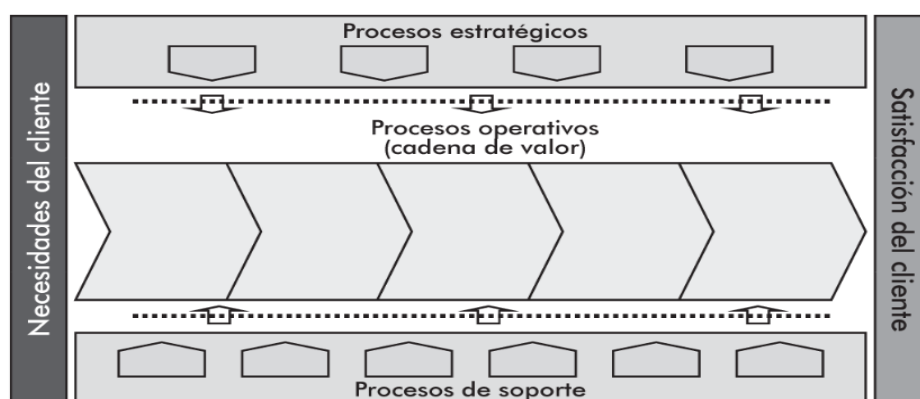 Procesos estratégicos
Necesidades del cliente
Procesos operativos
(cadena de valor)
Satisfacción del cliente
Procesos de soporte